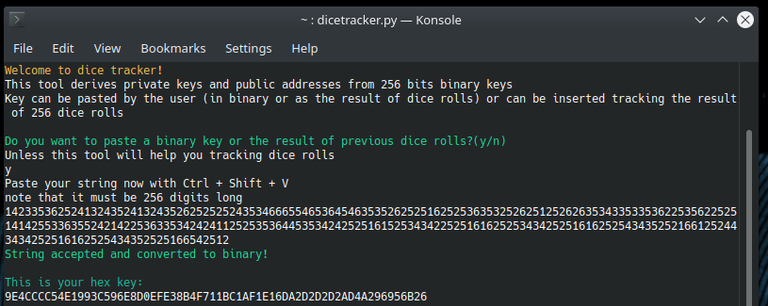 ~ : dicetracker.py — Konsole
File Edit View Bookmarks Settings Help
Welcome to dice tracker!
This tool derives private keys and public addresses from 256 bits binary keys
Key can be pasted by the user (in binary or as the result of dice rolls) or can be inserted tracking the result
of 256 dice rolls
Do you want to paste a binary key or the result of previous dice rolls?(y/n)
Unless this tool will help you tracking dice rolls
y
Paste your string now with Ctrl + Shift + V
note that it must be 256 digits long
String accepted and converted to binary!
This is your hex key:
9E4CCCC54E1993C596E8D0EFE38B4F711BC1AF1E16DA2D2D2D2AD4A296956B26